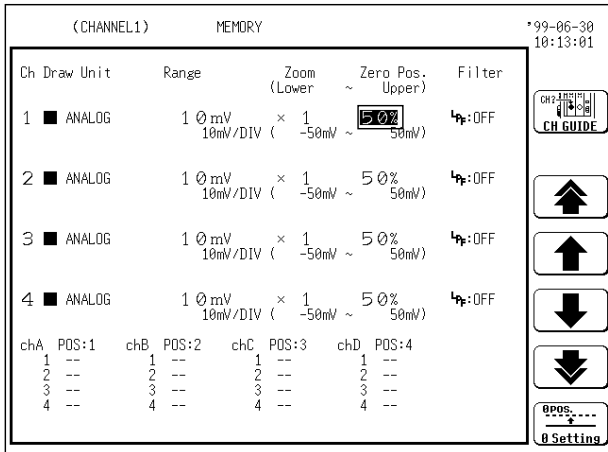 (CHANNEL1) MEMORY '99-06-30
10:13:01
Ch Draw Unit Range Zoom Zero Pos. Filter
(Lower ~ Upper)
1 ■ ANALOG 10mV × 1 50% LPF:OFF
10mV/DIV ( -50mV ~ 50mV)
2 ■ ANALOG 10mV × 1 50% LPF:OFF
10mV/DIV ( -50mV ~ 50mV)
3 ■ ANALOG 10mV × 1 50% LPF:OFF
10mV/DIV ( -50mV ~ 50mV)
4 ■ ANALOG 10mV × 1 50% LPF:OFF
10mV/DIV ( -50mV ~ 50mV)
chA POS:1 chB POS:2 chC POS:3 chD POS:4
1 -- 1 -- 1 -- 1 --
2 -- 2 -- 2 -- 2 --
3 -- 3 -- 3 -- 3 --
4 -- 4 -- 4 -- 4 --
CH?
CH GUIDE
0POS.
0 Setting